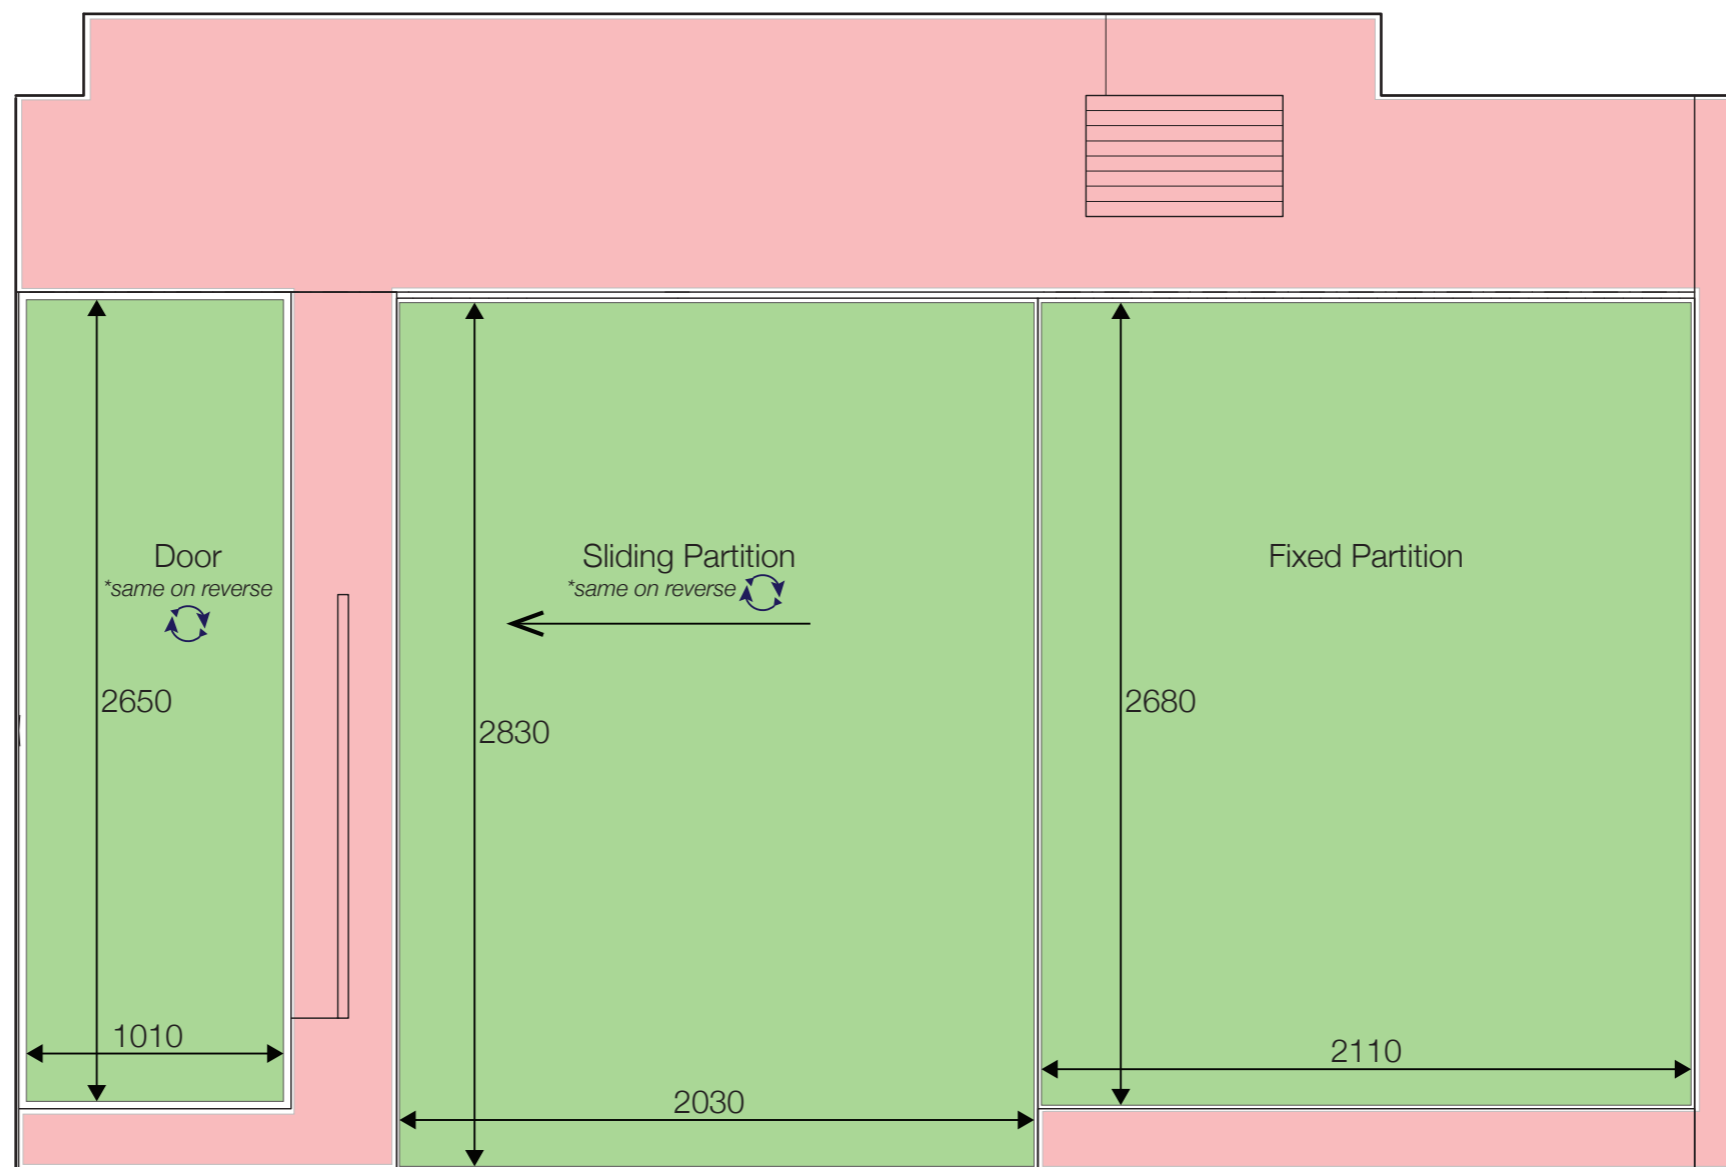 Door
*same on reverse
2650
1010
Sliding Partition
*same on reverse
2830
2030
Fixed Partition
2680
2110